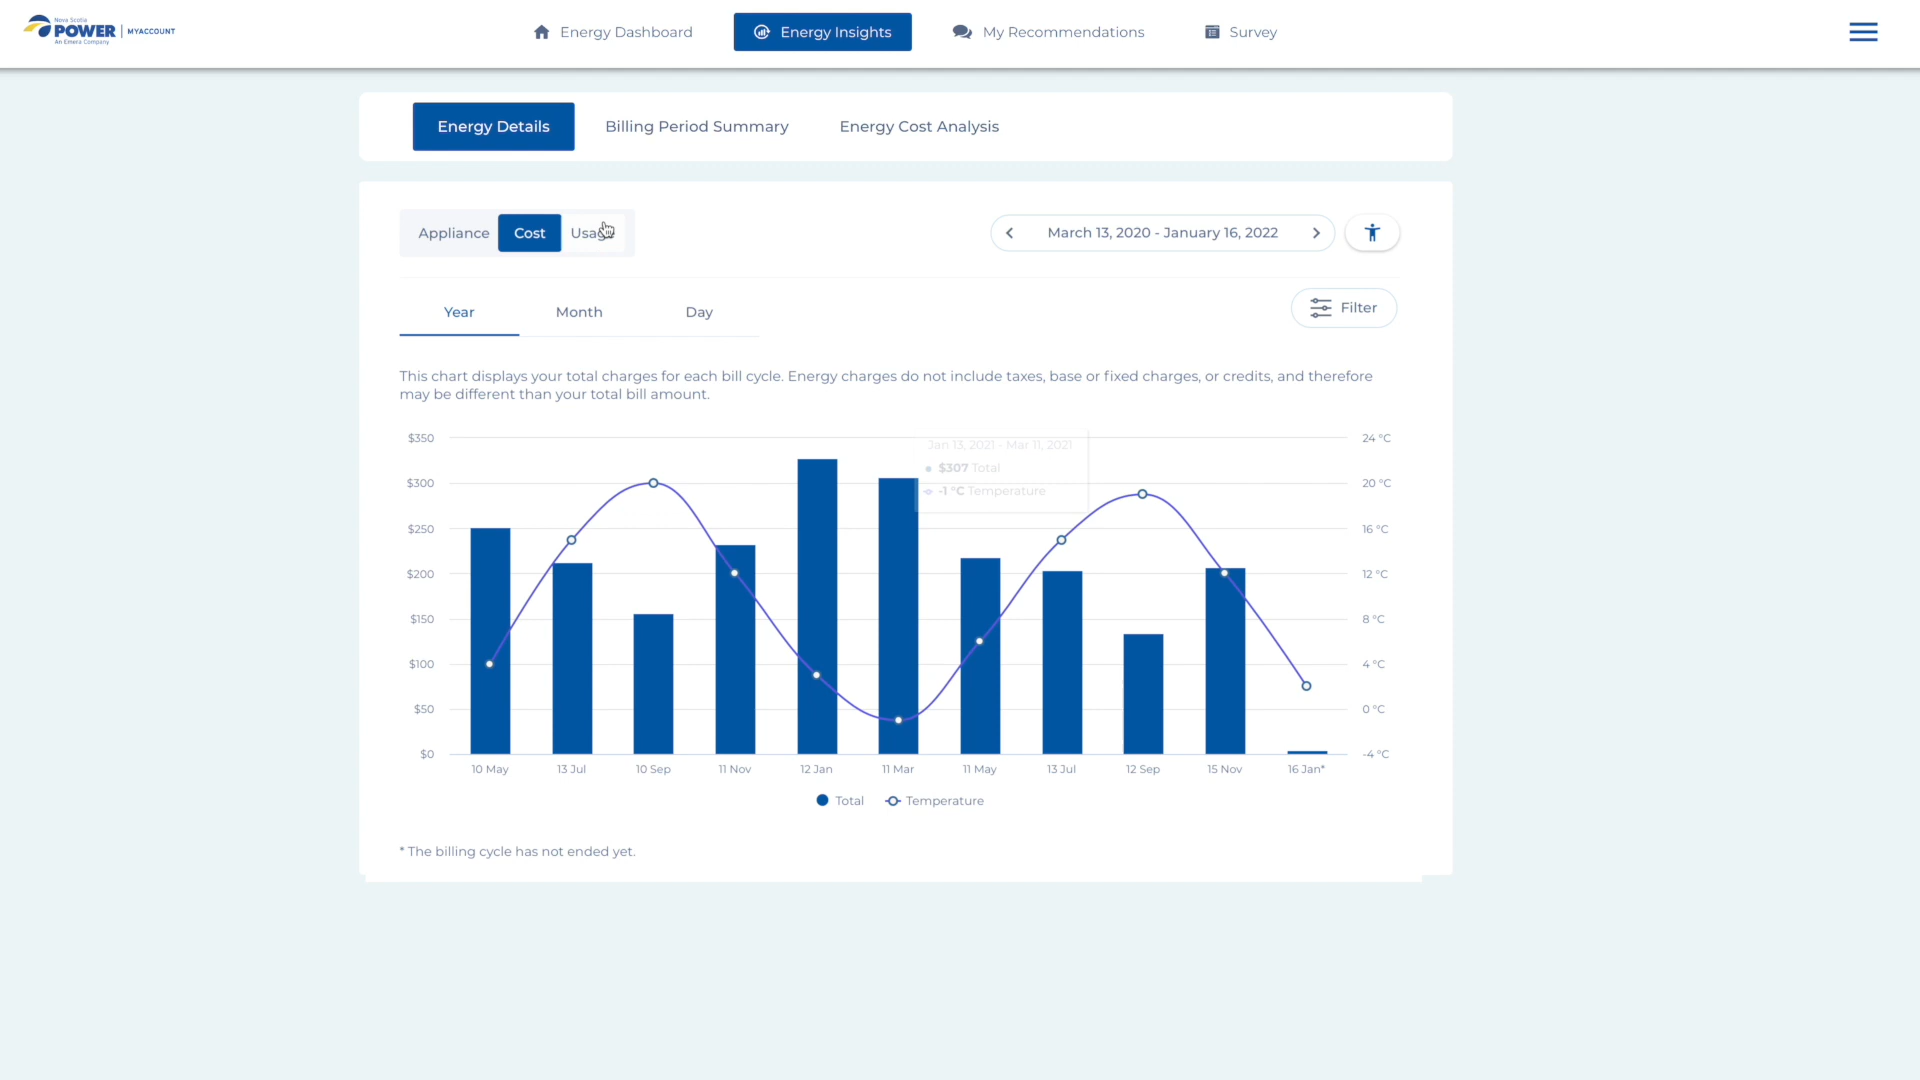 Nova Scotia
POWER
An Emera Company
MYACCOUNT
Energy Dashboard
Energy Insights
My Recommendations
Survey
Energy Details
Billing Period Summary
Energy Cost Analysis
Appliance
Cost
Usage
March 13, 2020 - January 16, 2022
Year
Month
Day
Filter
This chart displays your total charges for each bill cycle. Energy charges do not include taxes, base or fixed charges, or credits, and therefore
may be different than your total bill amount.
$350
$300
$250
$200
$150
$100
$50
$0
Jan 13, 2021 - Mar 11, 2021
$307 Total
-1 °C Temperature
24 °C
20 °C
16 °C
12 °C
8 °C
4 °C
0 °C
-4 °C
10 May
13 Jul
10 Sep
11 Nov
12 Jan
11 Mar
11 May
13 Jul
12 Sep
15 Nov
16 Jan*
Total
Temperature
* The billing cycle has not ended yet.